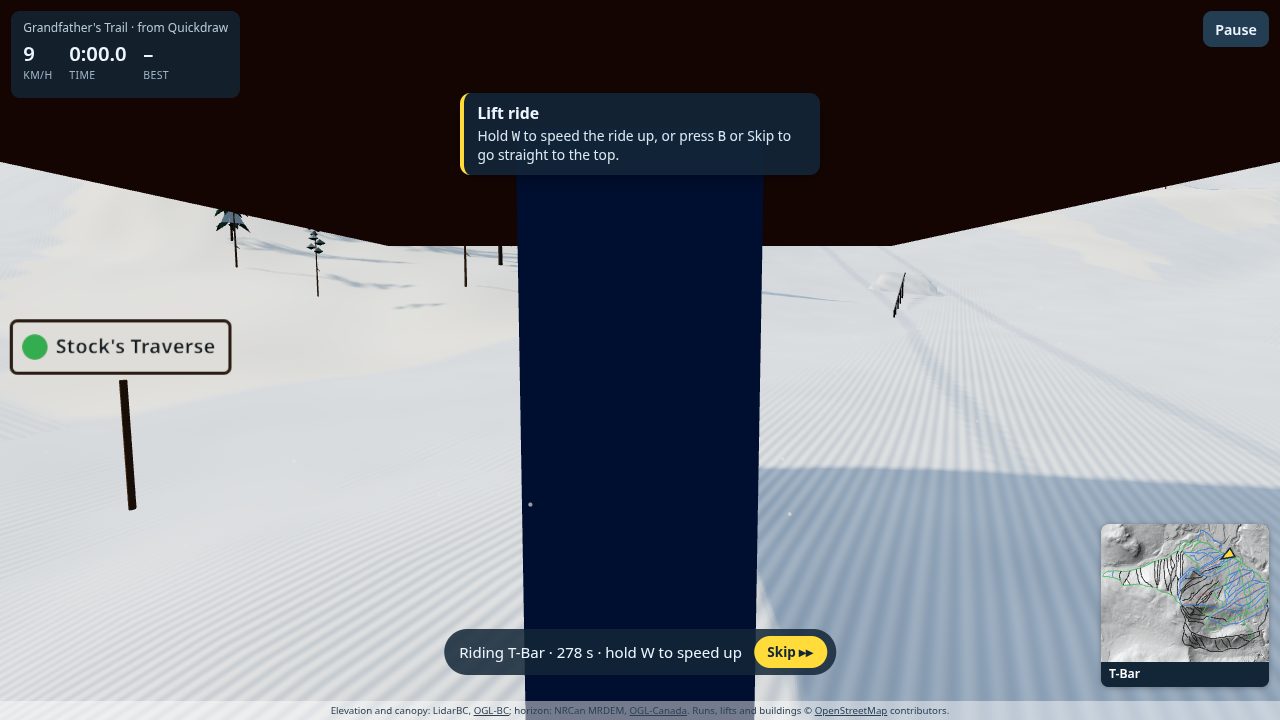 Grandfather's Trail · from Quickdraw
9 0:00.0 –
KM/H TIME BEST
Pause
Lift ride
Hold W to speed the ride up, or press B or Skip to
go straight to the top.
Stock's Traverse
Riding T-Bar · 278 s · hold W to speed up
Skip ▸▸
T-Bar
Elevation and canopy: LidarBC, OGL-BC; horizon: NRCan MRDEM, OGL-Canada. Runs, lifts and buildings © OpenStreetMap contributors.